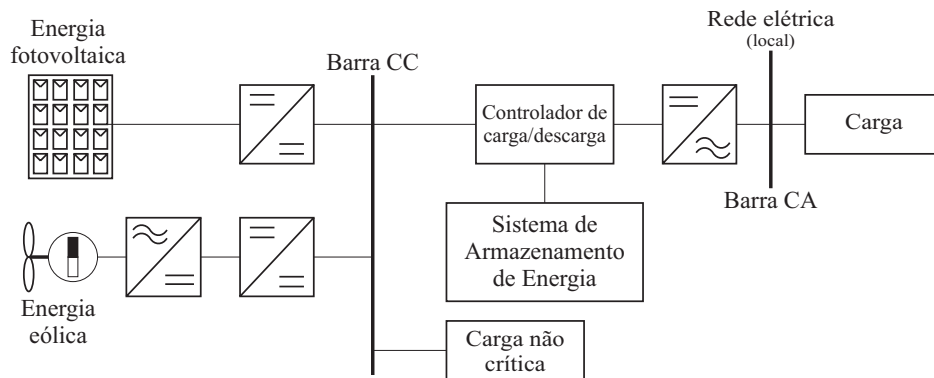 Energia
fotovoltaica
Barra CC
Controlador de
carga/descarga
Rede elétrica
(local)
Carga
Barra CA
Sistema de
Armazenamento
de Energia
Energia
eólica
Carga não
crítica